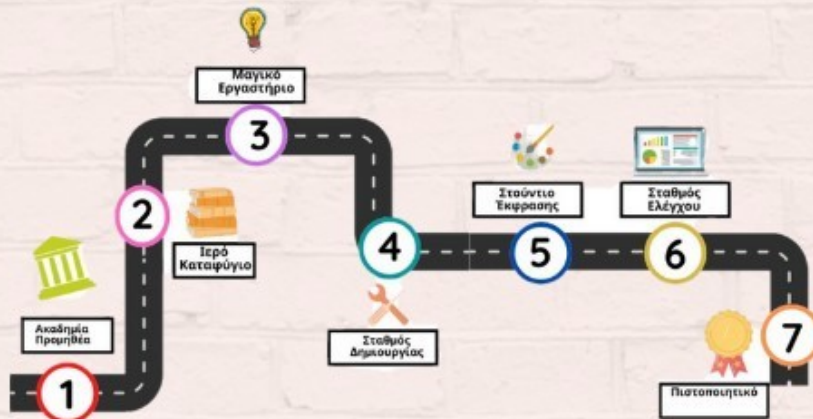 Μαγικό
Εργαστήριο
3
Στούντιο
Έκφρασης
Σταθμός
Ελέγχου
2
Ιερό
Καταφύγιο
4
5
6
Ακαδημία
Προμηθέα
Σταθμός
Δημιουργίας
7
1
Πιστοποιητικό